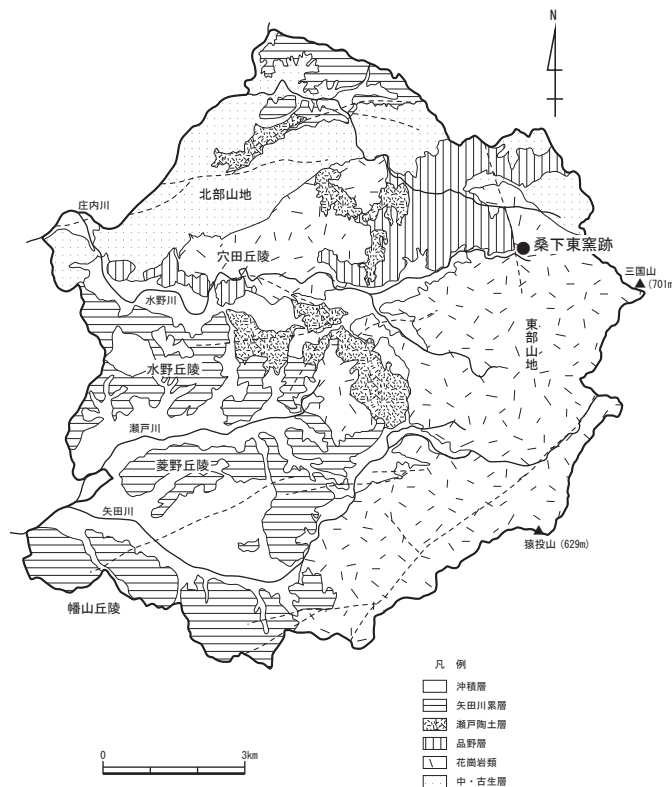 N
庄内川
北部山地
桑下東窯跡
穴田丘陵
三国山
(701m)
水野川
東部山地
水野丘陵
瀬戸川
菱野丘陵
矢田川
猿投山 (629m)
幡山丘陵
凡 例
沖積層
矢田川累層
瀬戸陶土層
品野層
花崗岩類
中・古生層
0 3km